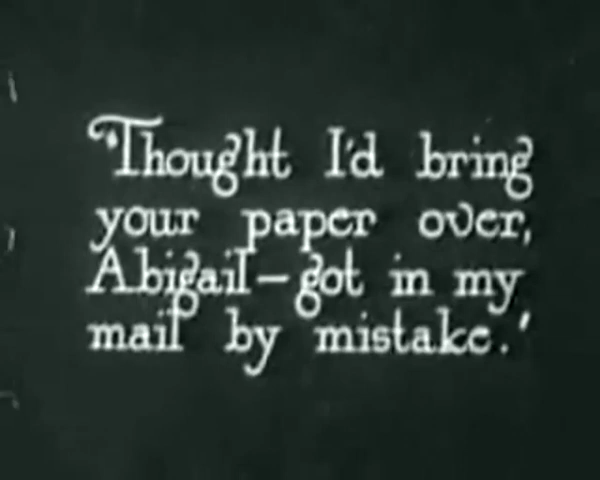 'Thought I'd bring
your paper over,
Abigail—got in my
mail by mistake.'